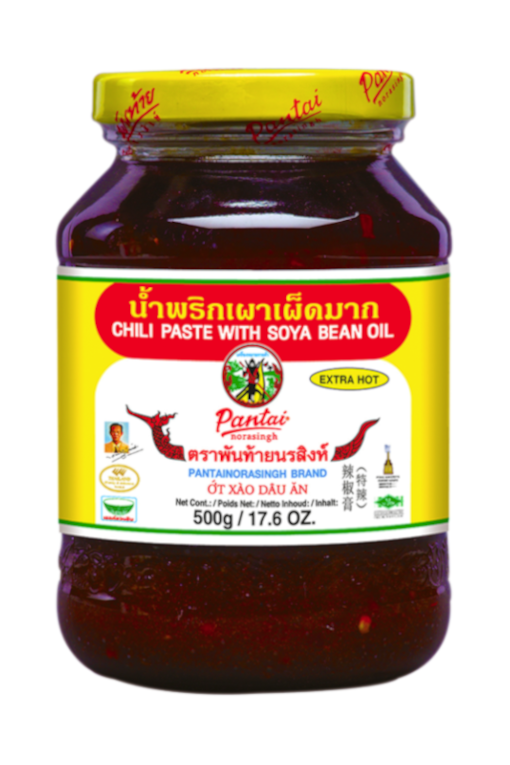 Pantai
norasingh
Pantai
น้ำพริกเผาเผ็ดมาก
CHILI PASTE WITH SOYA BEAN OIL
EXTRA HOT
Pantai
norasingh
ตราพันท้ายนรสิงห์
PANTAINORASINGH BRAND
ỚT XÀO DẦU ĂN
辣椒膏
(特辣)
Net Cont.: / Poids Net: / Netto Inhoud: / Inhalt:
500g / 17.6 OZ.